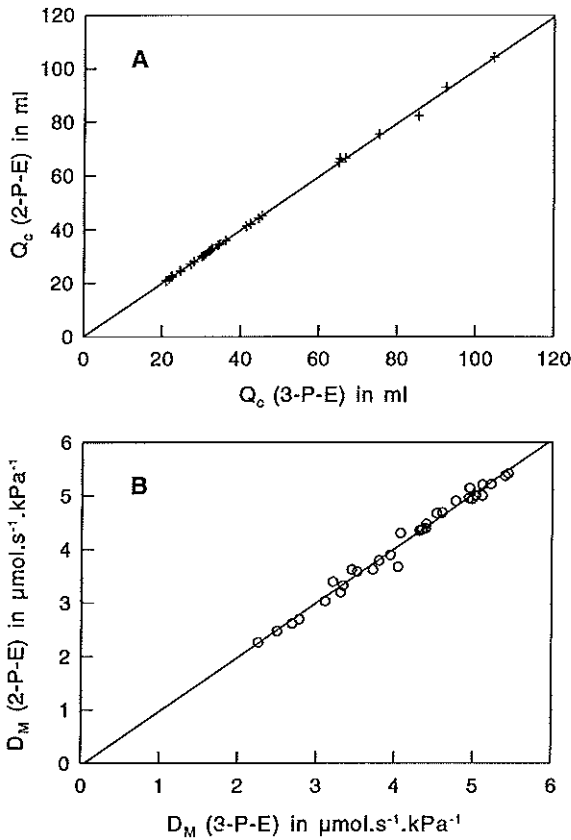 120
100
80
60
40
20
0
A
Q_c (2-P-E) in ml
0 20 40 60 80 100 120
Q_c (3-P-E) in ml
6
5
4
3
2
1
0
B
D_M (2-P-E) in µmol.s⁻¹.kPa⁻¹
0 1 2 3 4 5 6
D_M (3-P-E) in µmol.s⁻¹.kPa⁻¹